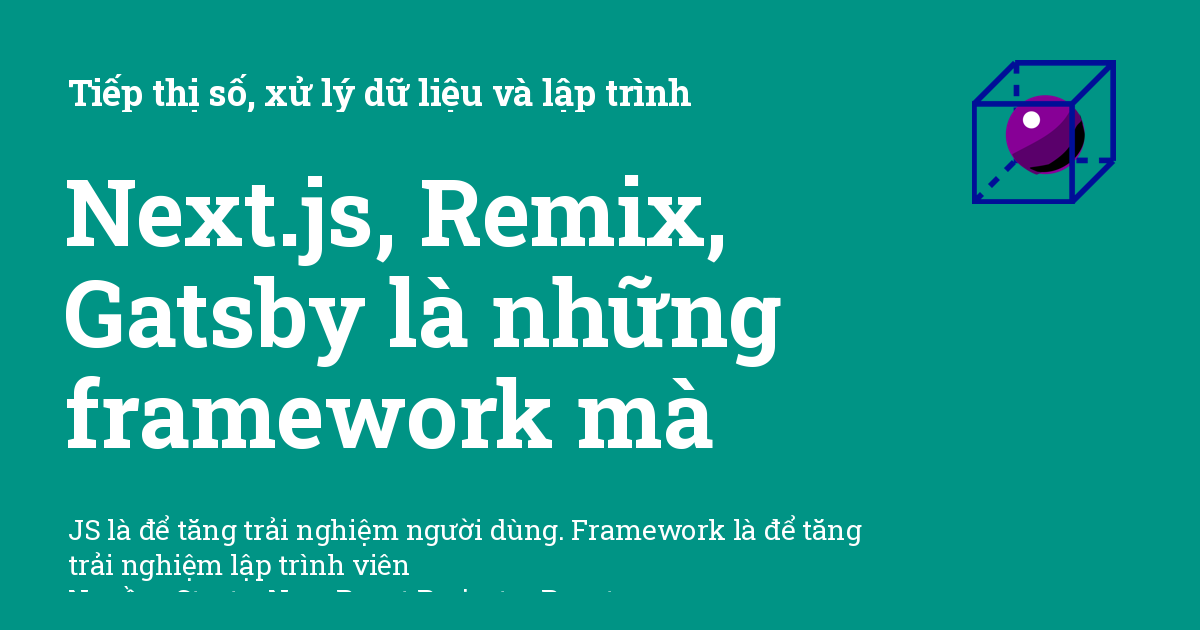 Tiếp thị số, xử lý dữ liệu và lập trình
Next.js, Remix,
Gatsby là những
framework mà
JS là để tăng trải nghiệm người dùng. Framework là để tăng
trải nghiệm lập trình viên